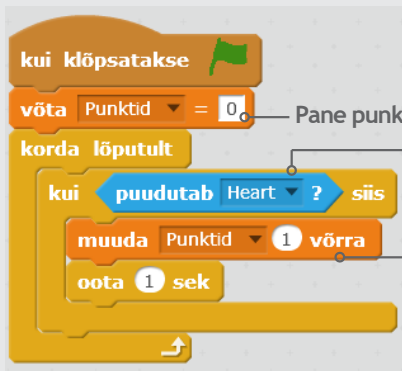 kui klõpsatakse
võta Punktid = 0
Pane punk
korda lõputult
kui puudutab Heart ? siis
muuda Punktid 1 võrra
oota 1 sek